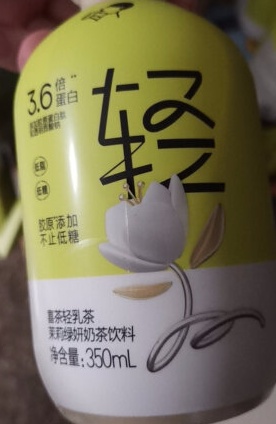 3.6倍
蛋白
轻
低脂
低糖
胶原添加
不止低糖
喜茶轻乳茶
茉莉绿妍奶茶饮料
净含量:350mL